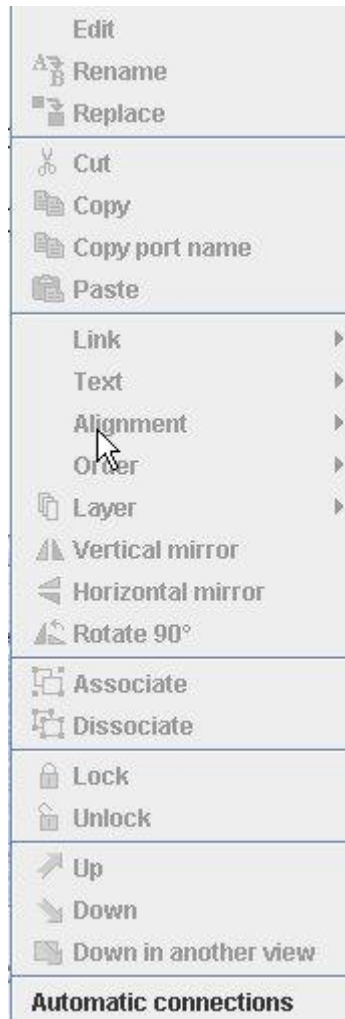 Edit
Rename
Replace
Cut
Copy
Copy port name
Paste
Link
Text
Alignment
Order
Layer
Vertical mirror
Horizontal mirror
Rotate 90°
Associate
Dissociate
Lock
Unlock
Up
Down
Down in another view
Automatic connections